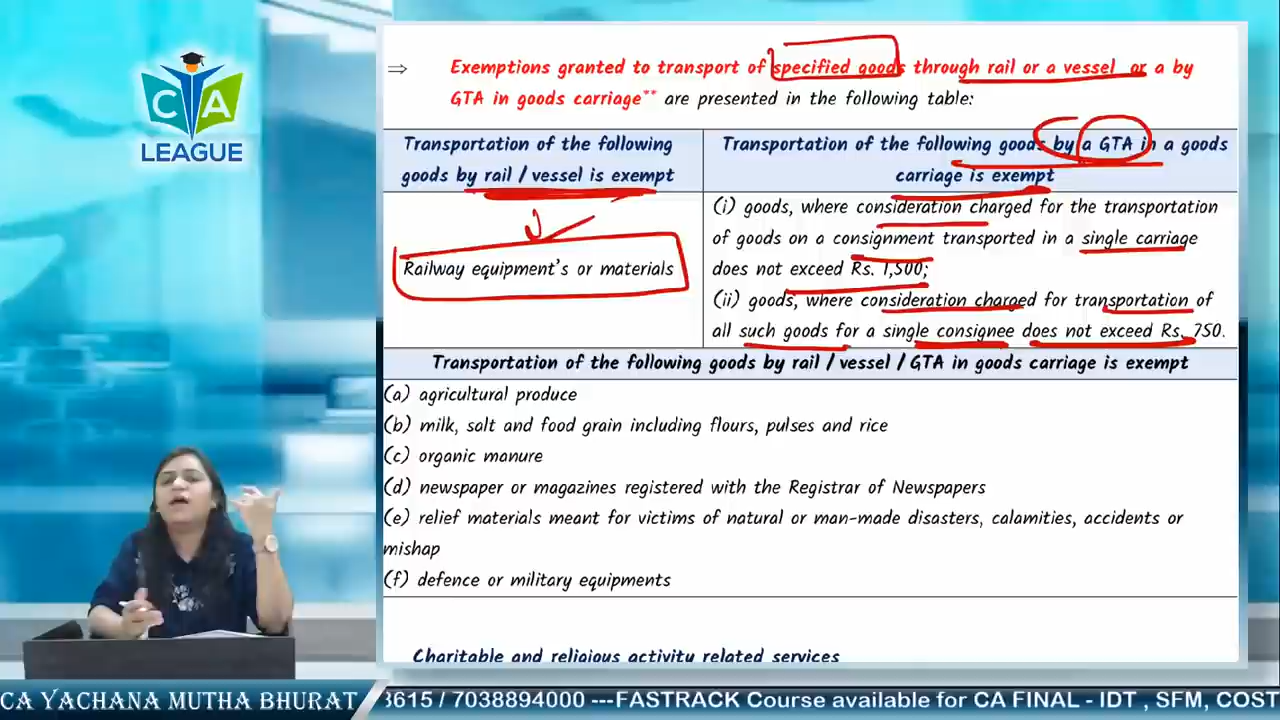 CA
LEAGUE
⇒ Exemptions granted to transport of specified goods through rail or a vessel or a by
GTA in goods carriage** are presented in the following table:
Transportation of the following
goods by rail / vessel is exempt
Transportation of the following goods by a GTA in a goods
carriage is exempt
Railway equipment's or materials
(i) goods, where consideration charged for the transportation
of goods on a consignment transported in a single carriage
does not exceed Rs. 1,500;
(ii) goods, where consideration charged for transportation of
all such goods for a single consignee does not exceed Rs. 750.
Transportation of the following goods by rail / vessel / GTA in goods carriage is exempt
(a) agricultural produce
(b) milk, salt and food grain including flours, pulses and rice
(c) organic manure
(d) newspaper or magazines registered with the Registrar of Newspapers
(e) relief materials meant for victims of natural or man-made disasters, calamities, accidents or
mishap
(f) defence or military equipments
Charitable and religious activity related services
CA YACHANA MUTHA BHURAT
3615 / 7038894000 ---FASTRACK Course available for CA FINAL - IDT , SFM, COST